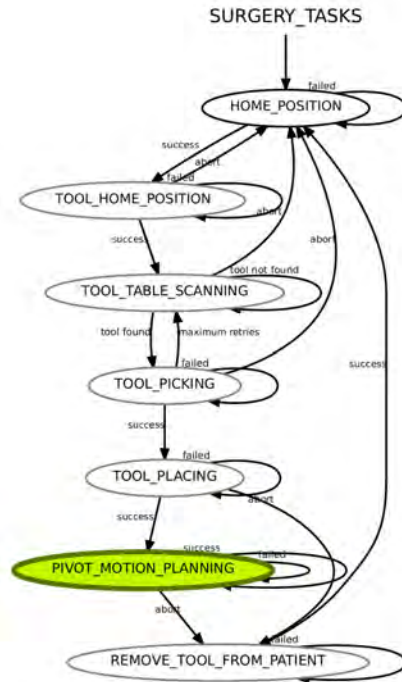 SURGERY_TASKS
failed
HOME_POSITION
success
abort
failed
TOOL_HOME_POSITION
abort
success
abort
tool not found
TOOL_TABLE_SCANNING
tool found
maximum retries
success
failed
TOOL_PICKING
success
failed
TOOL_PLACING
abort
success
success
failed
PIVOT_MOTION_PLANNING
abort
failed
REMOVE_TOOL_FROM_PATIENT